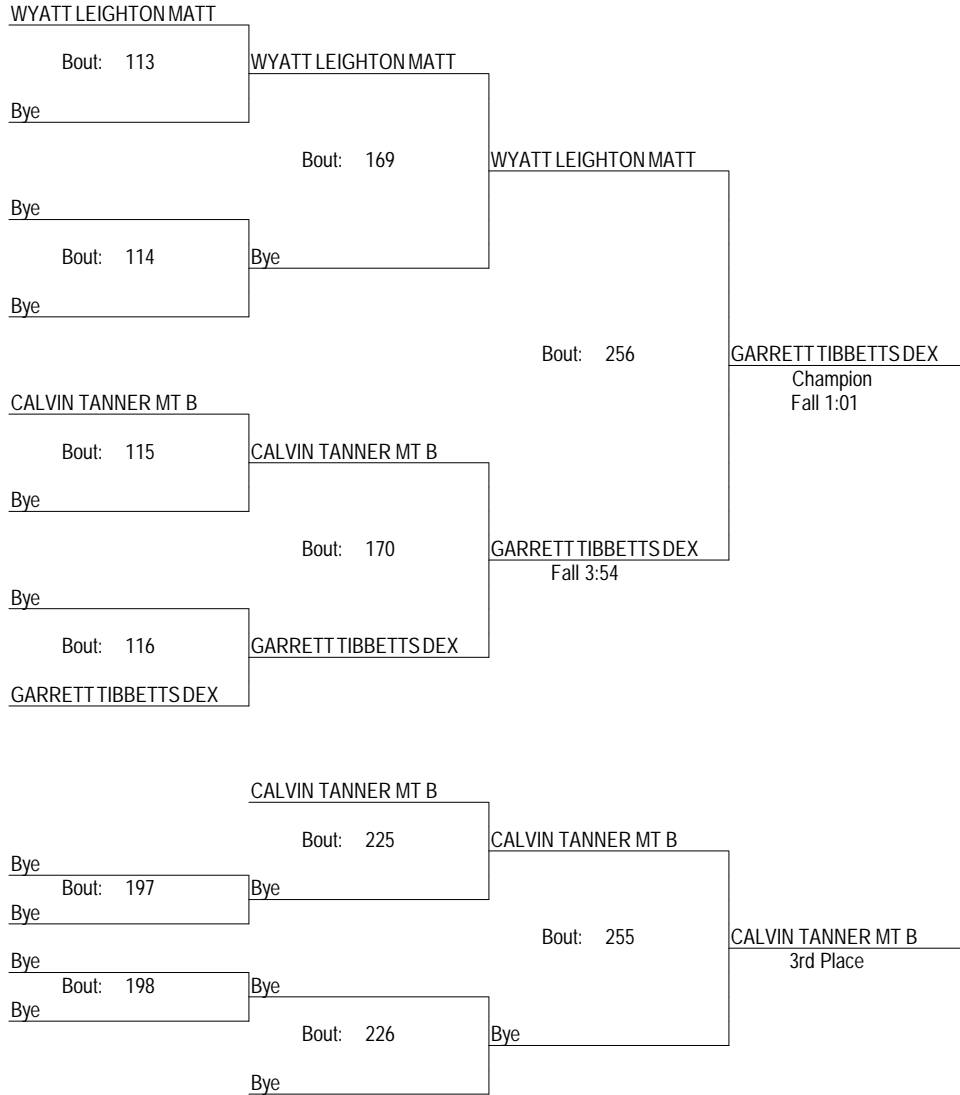 WYATT LEIGHTON MATT
Bout: 113
WYATT LEIGHTON MATT
Bye
Bout: 169
WYATT LEIGHTON MATT
Bye
Bout: 114
Bye
Bye
Bout: 256
GARRETT TIBBETTS DEX
Champion
Fall 1:01
CALVIN TANNER MT B
Bout: 115
CALVIN TANNER MT B
Bye
Bout: 170
GARRETT TIBBETTS DEX
Fall 3:54
Bye
Bout: 116
GARRETT TIBBETTS DEX
GARRETT TIBBETTS DEX
CALVIN TANNER MT B
Bout: 225
CALVIN TANNER MT B
Bye
Bout: 197
Bye
Bye
Bout: 255
CALVIN TANNER MT B
3rd Place
Bye
Bout: 198
Bye
Bye
Bout: 226
Bye
Bye